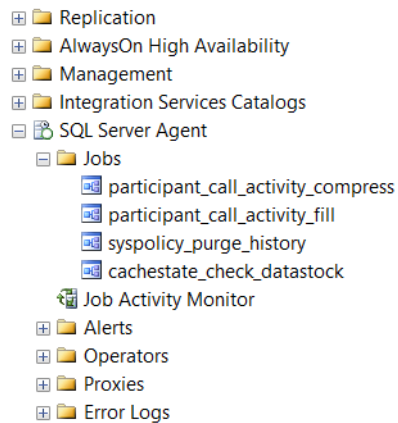 Replication
AlwaysOn High Availability
Management
Integration Services Catalogs
SQL Server Agent
Jobs
participant_call_activity_compress
participant_call_activity_fill
syspolicy_purge_history
cachestate_check_datastock
Job Activity Monitor
Alerts
Operators
Proxies
Error Logs